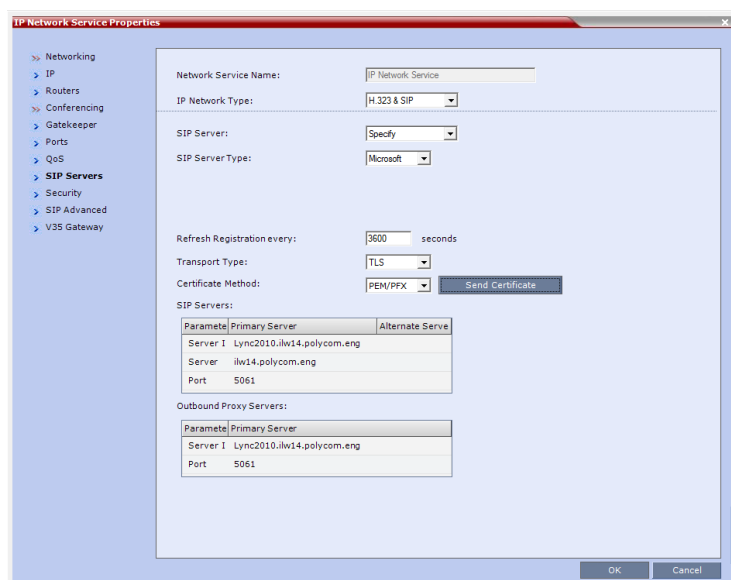 IP Network Service Properties
Networking
IP
Routers
Conferencing
Gatekeeper
Ports
QoS
SIP Servers
Security
SIP Advanced
V35 Gateway
Network Service Name: IP Network Service
IP Network Type: H.323 & SIP
SIP Server: Specify
SIP Server Type: Microsoft
Refresh Registration every: 3600 seconds
Transport Type: TLS
Certificate Method: PEM/PFX Send Certificate
SIP Servers:
Paramete Primary Server Alternate Serve
Server I Lync2010.ilw14.polycom.eng
Server ilw14.polycom.eng
Port 5061
Outbound Proxy Servers:
Paramete Primary Server
Server I Lync2010.ilw14.polycom.eng
Port 5061
OK Cancel